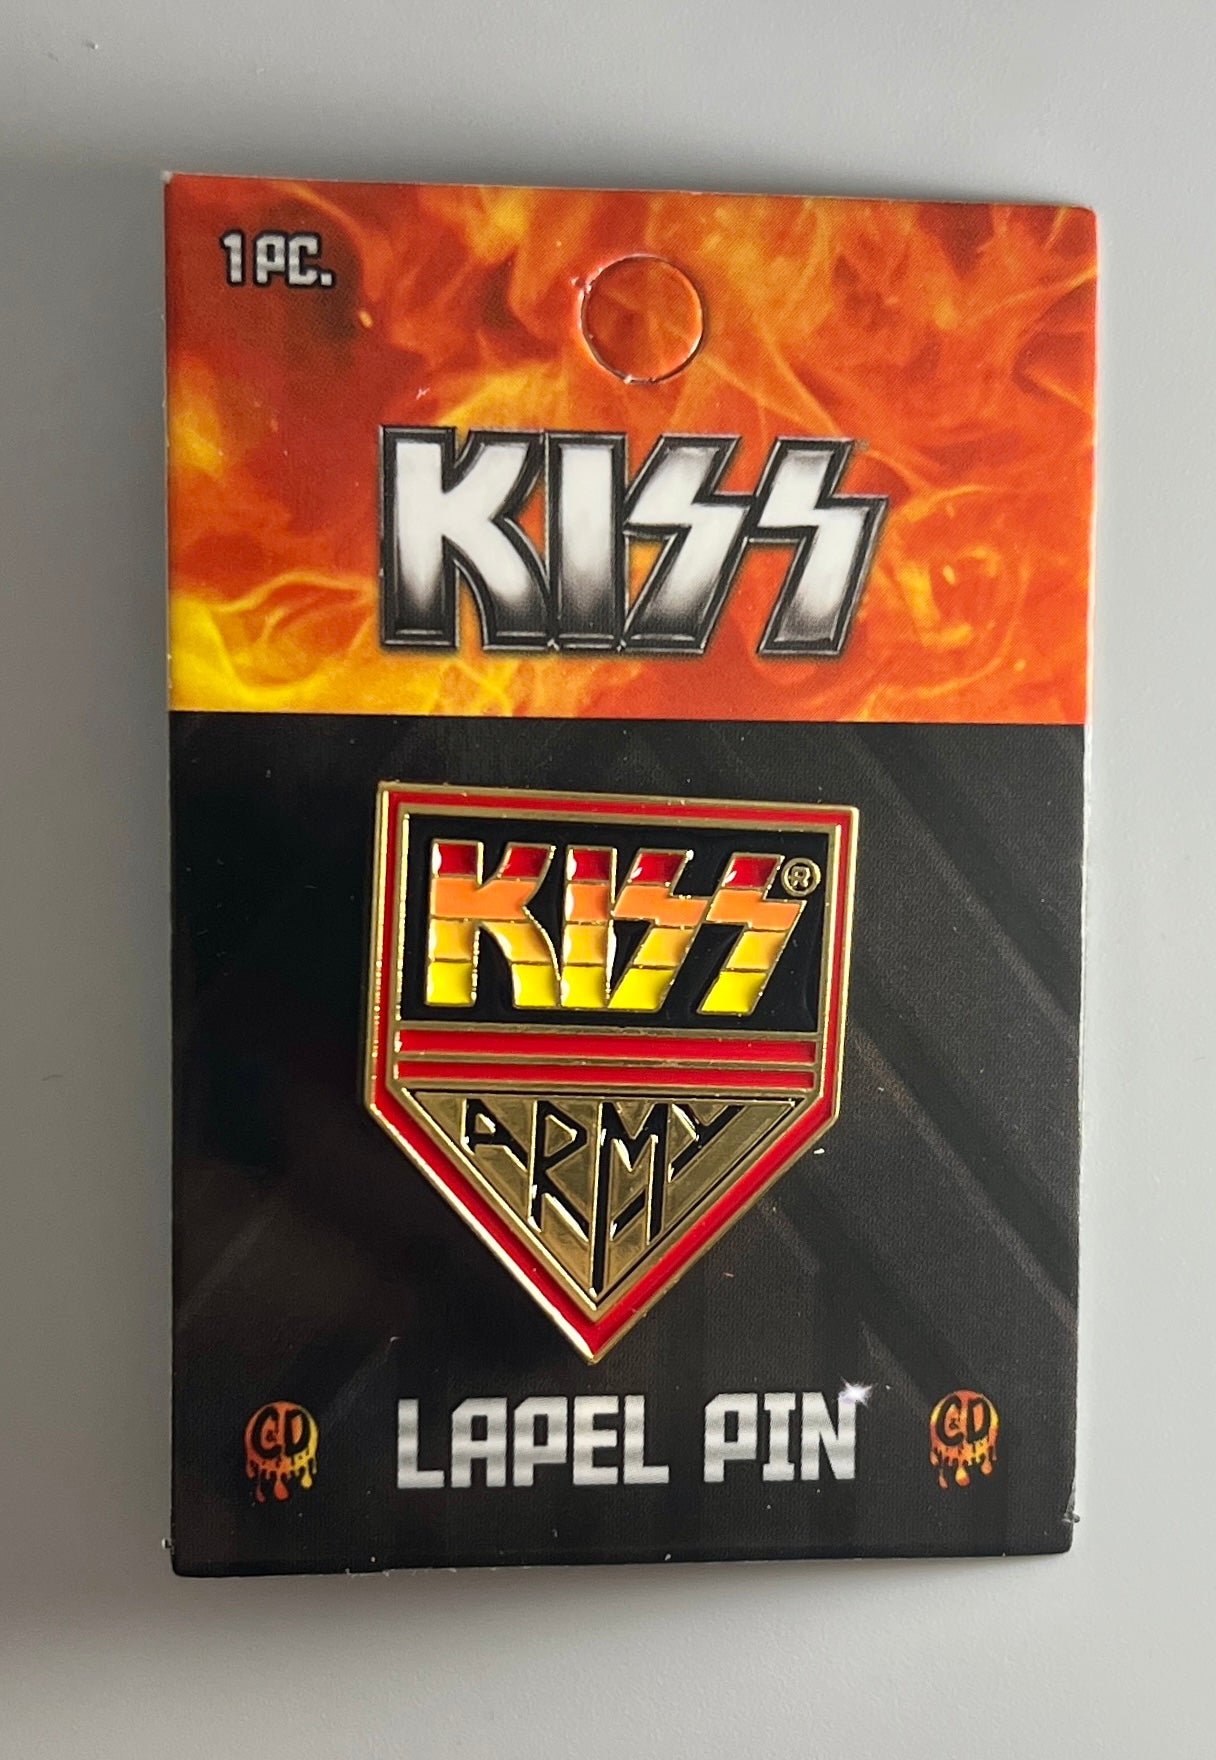 1 PC.
KISS
KISS®
ARMY
CD LAPEL PIN CD